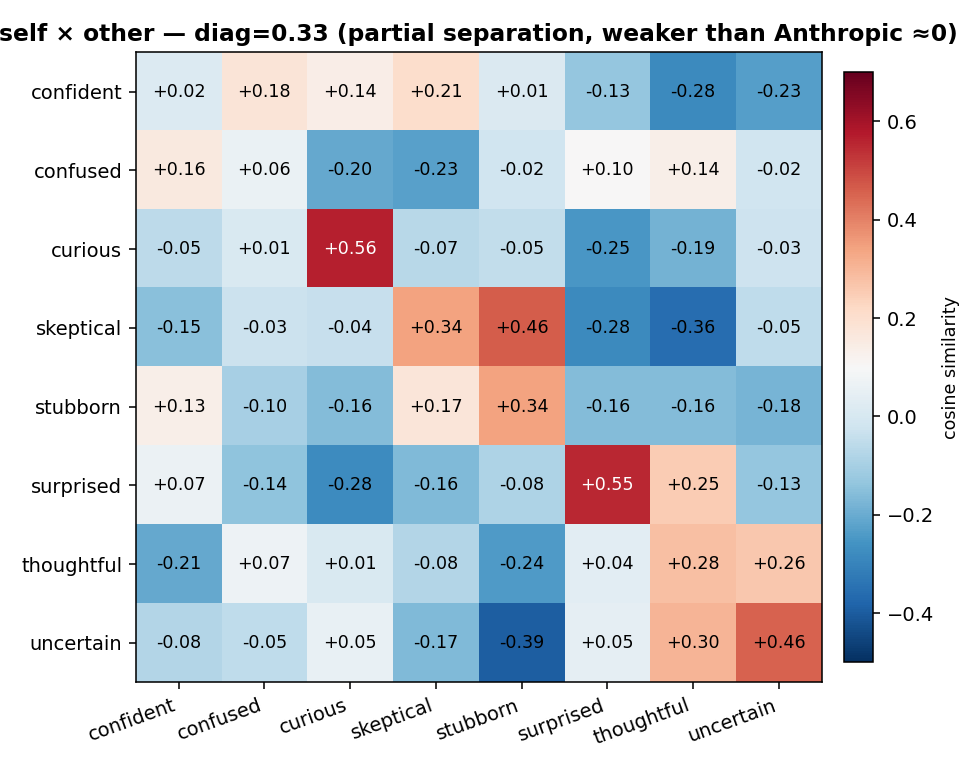 self × other — diag=0.33 (partial separation, weaker than Anthropic ≈0)
confident +0.02 +0.18 +0.14 +0.21 +0.01 -0.13 -0.28 -0.23
confused +0.16 +0.06 -0.20 -0.23 -0.02 +0.10 +0.14 -0.02
curious -0.05 +0.01 +0.56 -0.07 -0.05 -0.25 -0.19 -0.03
skeptical -0.15 -0.03 -0.04 +0.34 +0.46 -0.28 -0.36 -0.05
stubborn +0.13 -0.10 -0.16 +0.17 +0.34 -0.16 -0.16 -0.18
surprised +0.07 -0.14 -0.28 -0.16 -0.08 +0.55 +0.25 -0.13
thoughtful -0.21 +0.07 +0.01 -0.08 -0.24 +0.04 +0.28 +0.26
uncertain -0.08 -0.05 +0.05 -0.17 -0.39 +0.05 +0.30 +0.46
confident confused curious skeptical stubborn surprised thoughtful uncertain
0.6
0.4
0.2
0.0
−0.2
−0.4
cosine similarity